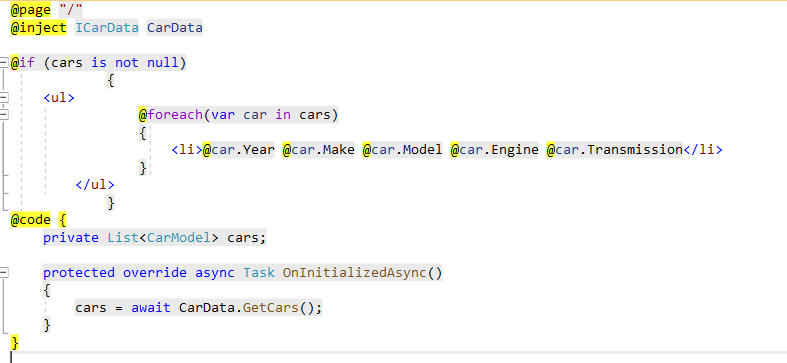 @page "/"
@inject ICarData CarData
@if (cars is not null)
{
<ul>
@foreach(var car in cars)
{
<li>@car.Year @car.Make @car.Model @car.Engine @car.Transmission</li>
}
</ul>
}
@code {
private List<CarModel> cars;
protected override async Task OnInitializedAsync()
{
cars = await CarData.GetCars();
}
}